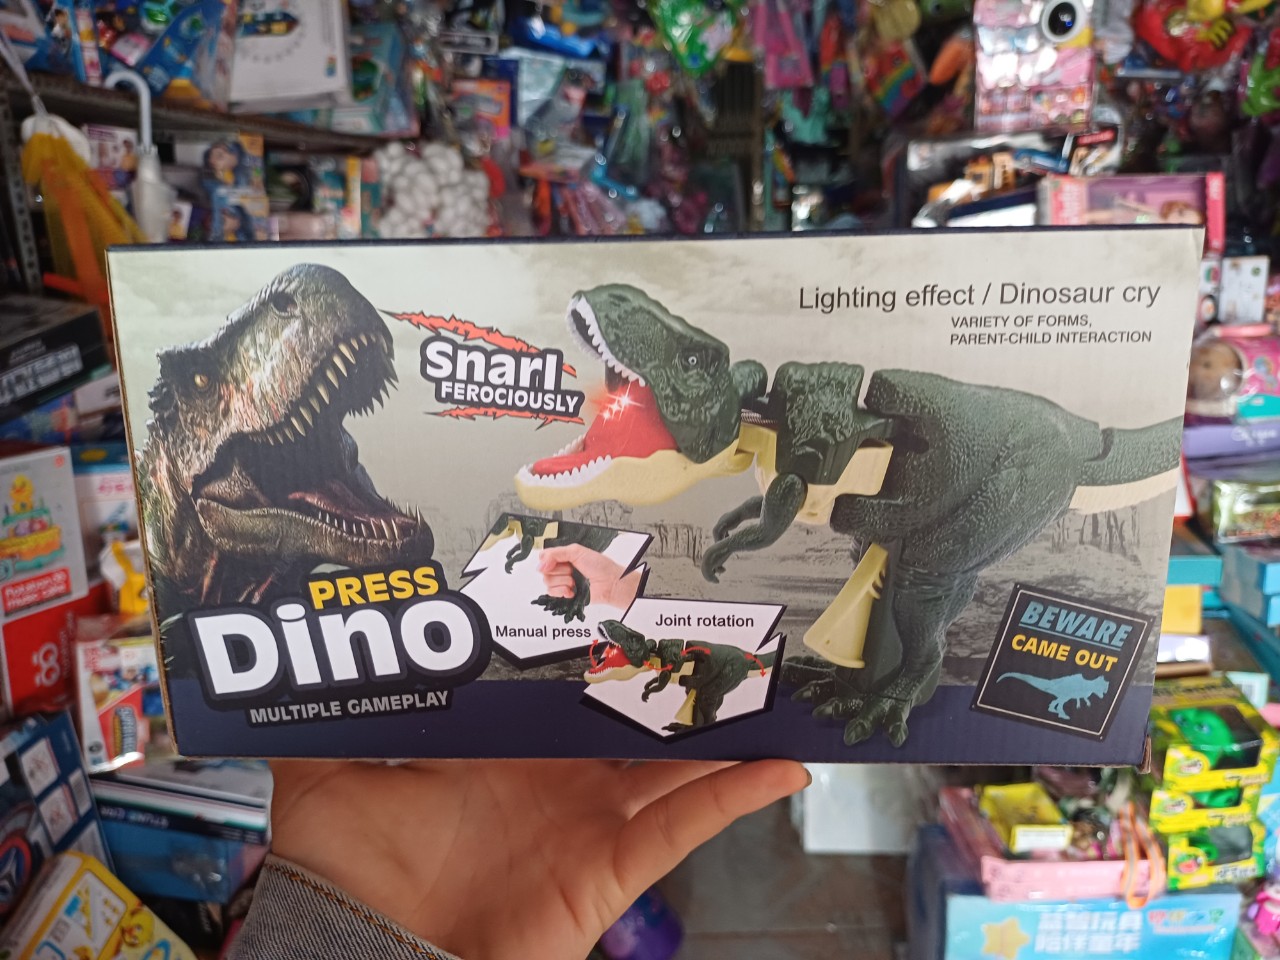 Lighting effect / Dinosaur cry
VARIETY OF FORMS,
PARENT-CHILD INTERACTION
Snarl
FEROCIOUSLY
PRESS
Dino
MULTIPLE GAMEPLAY
Manual press
Joint rotation
BEWARE
CAME OUT